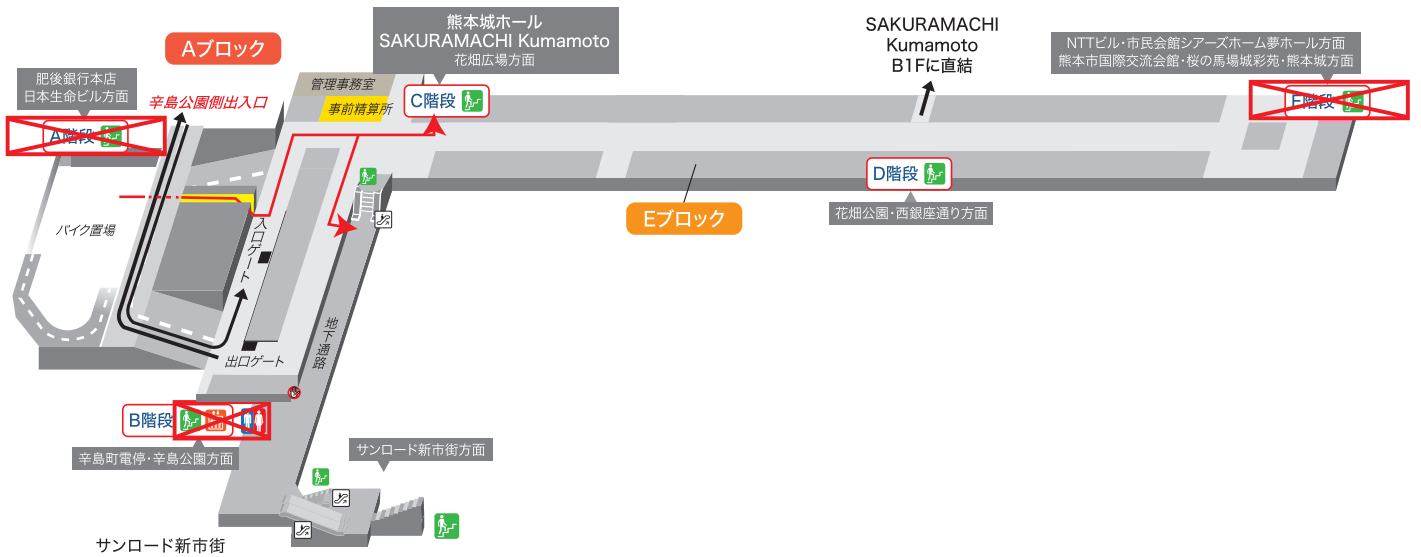 熊本城ホール
SAKURAMACHI Kumamoto
花畑広場方面
SAKURAMACHI
Kumamoto
B1Fに直結
NTTビル・市民会館シアーズホーム夢ホール方面
熊本市国際交流会館・桜の馬場城彩苑・熊本城方面
Aブロック
肥後銀行本店
日本生命ビル方面
辛島公園側出入口
管理事務室
事前精算所
C階段
E階段
A階段
D階段
花畑公園・西銀座通り方面
Eブロック
バイク置場
入口ゲート
地下通路
出口ゲート
B階段
辛島町電停・辛島公園方面
サンロード新市街方面
サンロード新市街